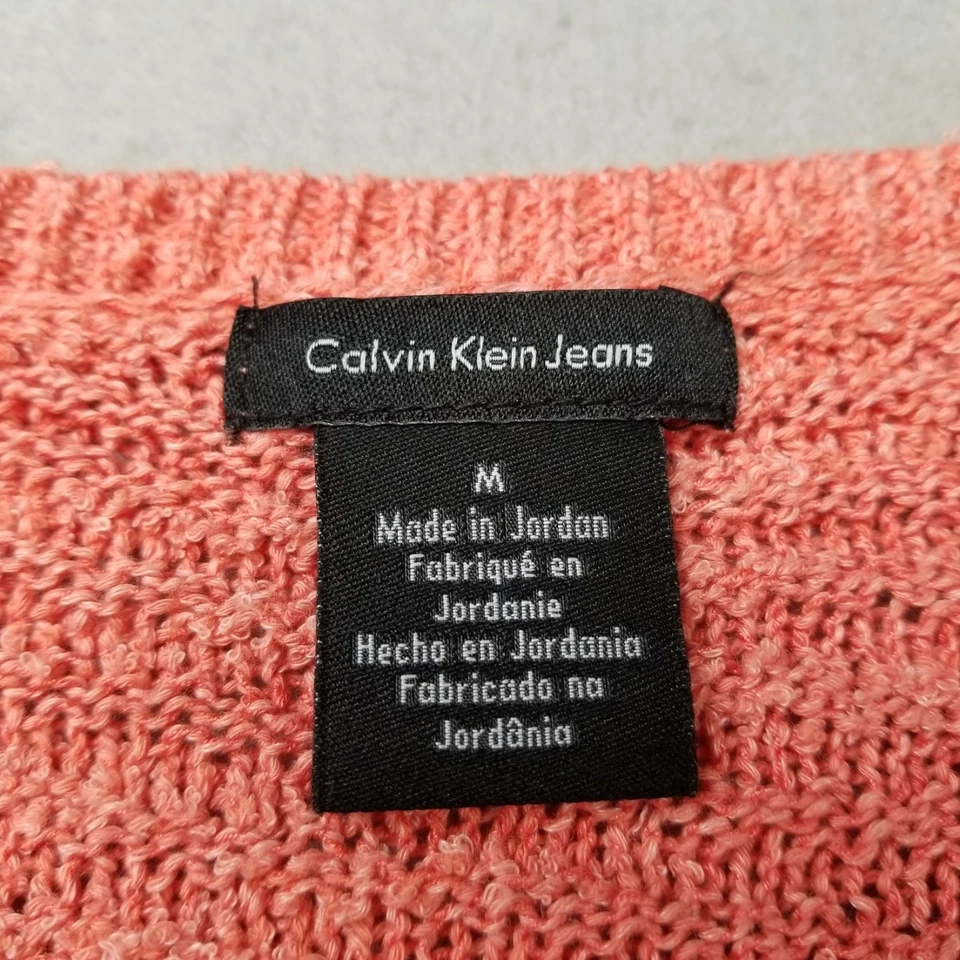 Calvin Klein Jeans
M
Made in Jordan
Fabriqué en
Jordanie
Hecho en Jordania
Fabricado na
Jordânia